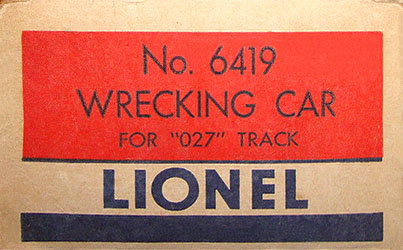 No. 6419
WRECKING CAR
FOR "027" TRACK
LIONEL